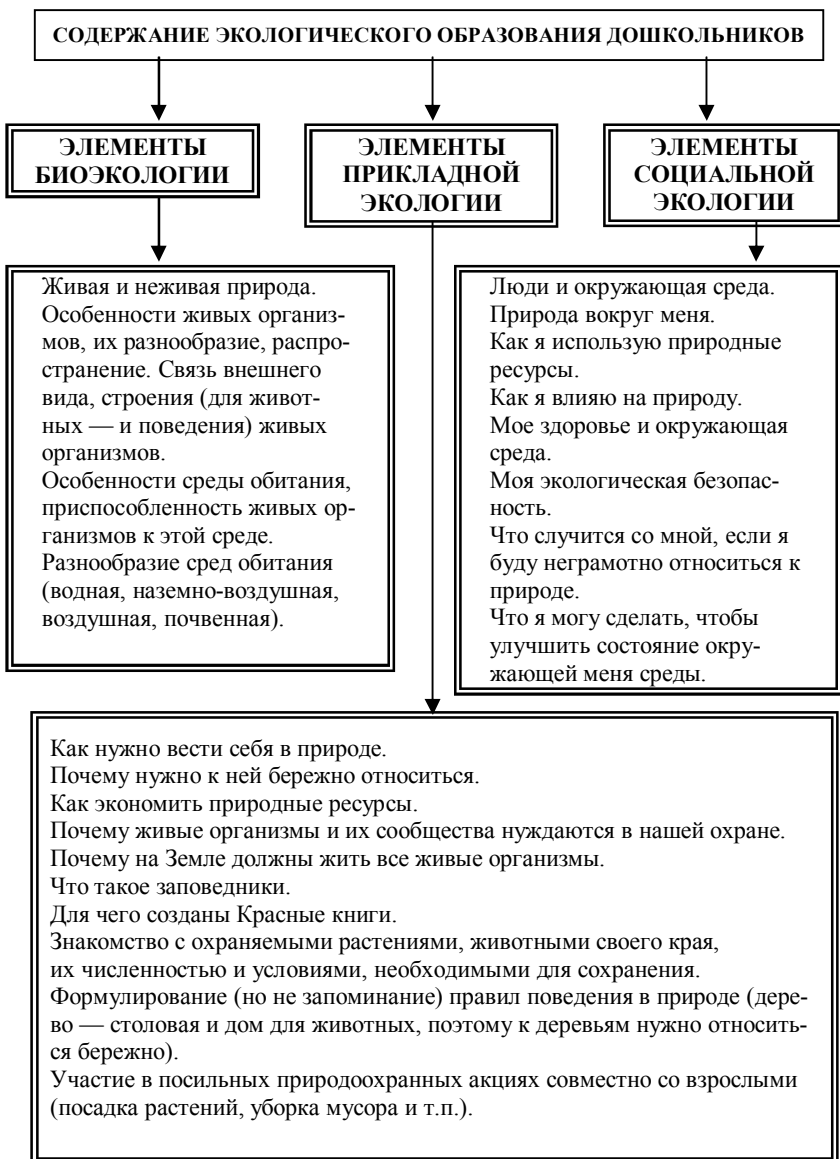 СОДЕРЖАНИЕ ЭКОЛОГИЧЕСКОГО ОБРАЗОВАНИЯ ДОШКОЛЬНИКОВ
ЭЛЕМЕНТЫ
БИОЭКОЛОГИИ
ЭЛЕМЕНТЫ
ПРИКЛАДНОЙ
ЭКОЛОГИИ
ЭЛЕМЕНТЫ
СОЦИАЛЬНОЙ
ЭКОЛОГИИ
Живая и неживая природа.
Особенности живых организ-
мов, их разнообразие, распро-
странение. Связь внешнего
вида, строения (для живот-
ных — и поведения) живых
организмов.
Особенности среды обитания,
приспособленность живых ор-
ганизмов к этой среде.
Разнообразие сред обитания
(водная, наземно-воздушная,
воздушная, почвенная).
Люди и окружающая среда.
Природа вокруг меня.
Как я использую природные
ресурсы.
Как я влияю на природу.
Мое здоровье и окружающая
среда.
Моя экологическая безопас-
ность.
Что случится со мной, если я
буду неграмотно относиться к
природе.
Что я могу сделать, чтобы
улучшить состояние окру-
жающей меня среды.
Как нужно вести себя в природе.
Почему нужно к ней бережно относиться.
Как экономить природные ресурсы.
Почему живые организмы и их сообщества нуждаются в нашей охране.
Почему на Земле должны жить все живые организмы.
Что такое заповедники.
Для чего созданы Красные книги.
Знакомство с охраняемыми растениями, животными своего края,
их численностью и условиями, необходимыми для сохранения.
Формулирование (но не запоминание) правил поведения в природе (дере-
во — столовая и дом для животных, поэтому к деревьям нужно относить-
ся бережно).
Участие в посильных природоохранных акциях совместно со взрослыми
(посадка растений, уборка мусора и т.п.).